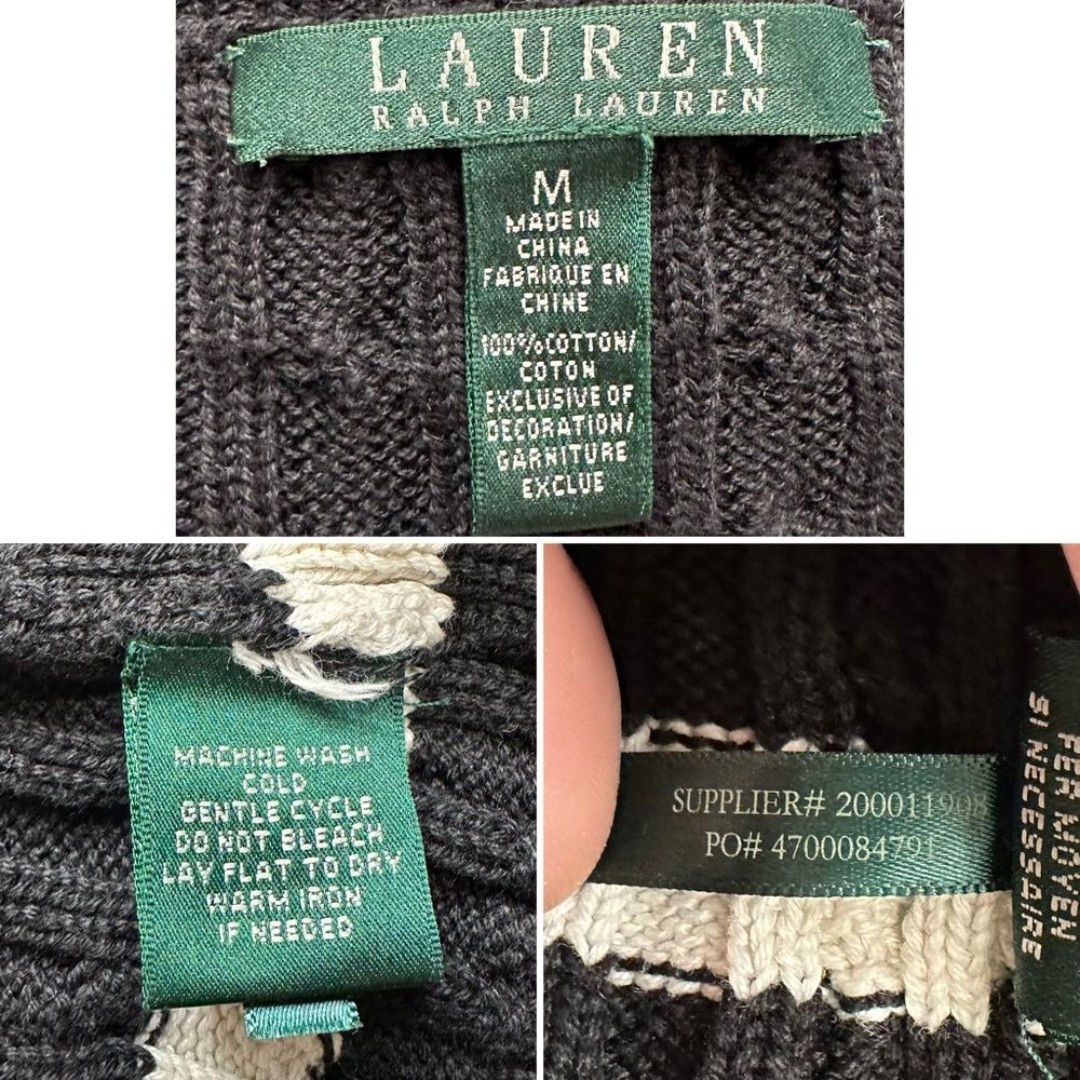 LAUREN
RALPH LAUREN
M
MADE IN
CHINA
FABRIQUE EN
CHINE
100%COTTON/
COTON
EXCLUSIVE OF
DECORATION/
GARNITURE
EXCLUE
MACHINE WASH
COLD
GENTLE CYCLE
DO NOT BLEACH
LAY FLAT TO DRY
WARM IRON
IF NEEDED
SUPPLIER#
PO# 4700084791
FER MOYEN
SI NECESSAIRE